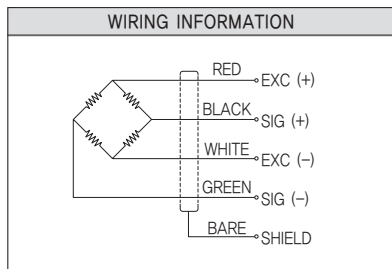 WIRING INFORMATION
RED EXC (+)
BLACK SIG (+)
WHITE EXC (−)
GREEN SIG (−)
BARE SHIELD